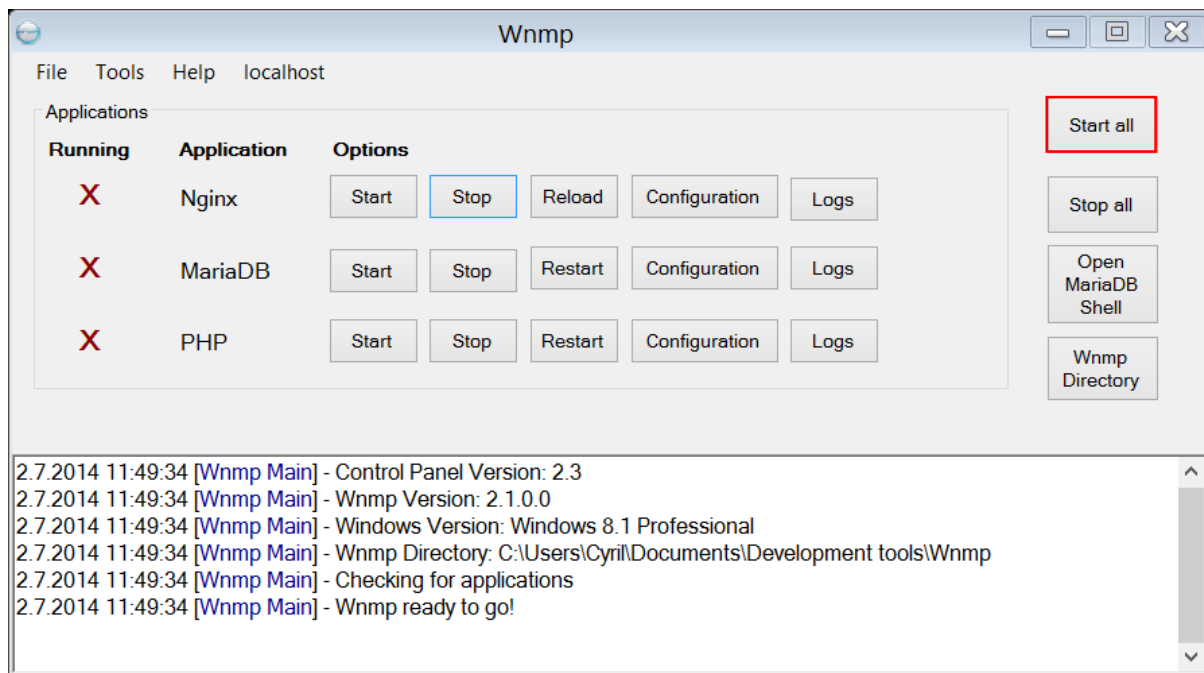 Wnmp
File Tools Help localhost
Applications
Running Application Options
X Nginx Start Stop Reload Configuration Logs
X MariaDB Start Stop Restart Configuration Logs
X PHP Start Stop Restart Configuration Logs
Start all
Stop all
Open
MariaDB
Shell
Wnmp
Directory
2.7.2014 11:49:34 [Wnmp Main] - Control Panel Version: 2.3
2.7.2014 11:49:34 [Wnmp Main] - Wnmp Version: 2.1.0.0
2.7.2014 11:49:34 [Wnmp Main] - Windows Version: Windows 8.1 Professional
2.7.2014 11:49:34 [Wnmp Main] - Wnmp Directory: C:\Users\Cyril\Documents\Development tools\Wnmp
2.7.2014 11:49:34 [Wnmp Main] - Checking for applications
2.7.2014 11:49:34 [Wnmp Main] - Wnmp ready to go!